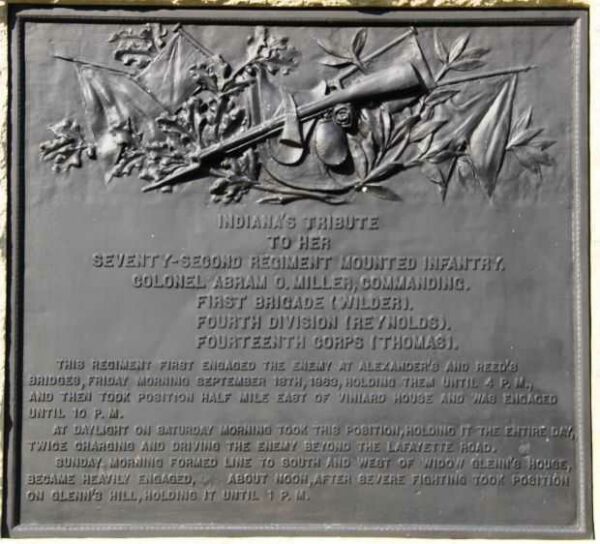 INDIANA'S TRIBUTE
TO HER
SEVENTY-SECOND REGIMENT MOUNTED INFANTRY.
COLONEL ABRAM O. MILLER, COMMANDING.
FIRST BRIGADE (WILDER).
FOURTH DIVISION (REYNOLDS).
FOURTEENTH CORPS (THOMAS).
THIS REGIMENT FIRST ENGAGED THE ENEMY AT ALEXANDER'S AND REED'S
BRIDGES, FRIDAY MORNING SEPTEMBER 18TH, 1863, HOLDING THEM UNTIL 4 P. M.,
AND THEN TOOK POSITION HALF MILE EAST OF VINIARD HOUSE AND WAS ENGAGED
UNTIL 10 P. M.
AT DAYLIGHT ON SATURDAY MORNING TOOK THIS POSITION, HOLDING IT THE ENTIRE DAY,
TWICE CHARGING AND DRIVING THE ENEMY BEYOND THE LAFAYETTE ROAD.
SUNDAY MORNING FORMED LINE TO SOUTH AND WEST OF WIDOW GLENN'S HOUSE,
BECAME HEAVILY ENGAGED, ABOUT NOON, AFTER SEVERE FIGHTING TOOK POSITION
ON GLENN'S HILL, HOLDING IT UNTIL 1 P. M.